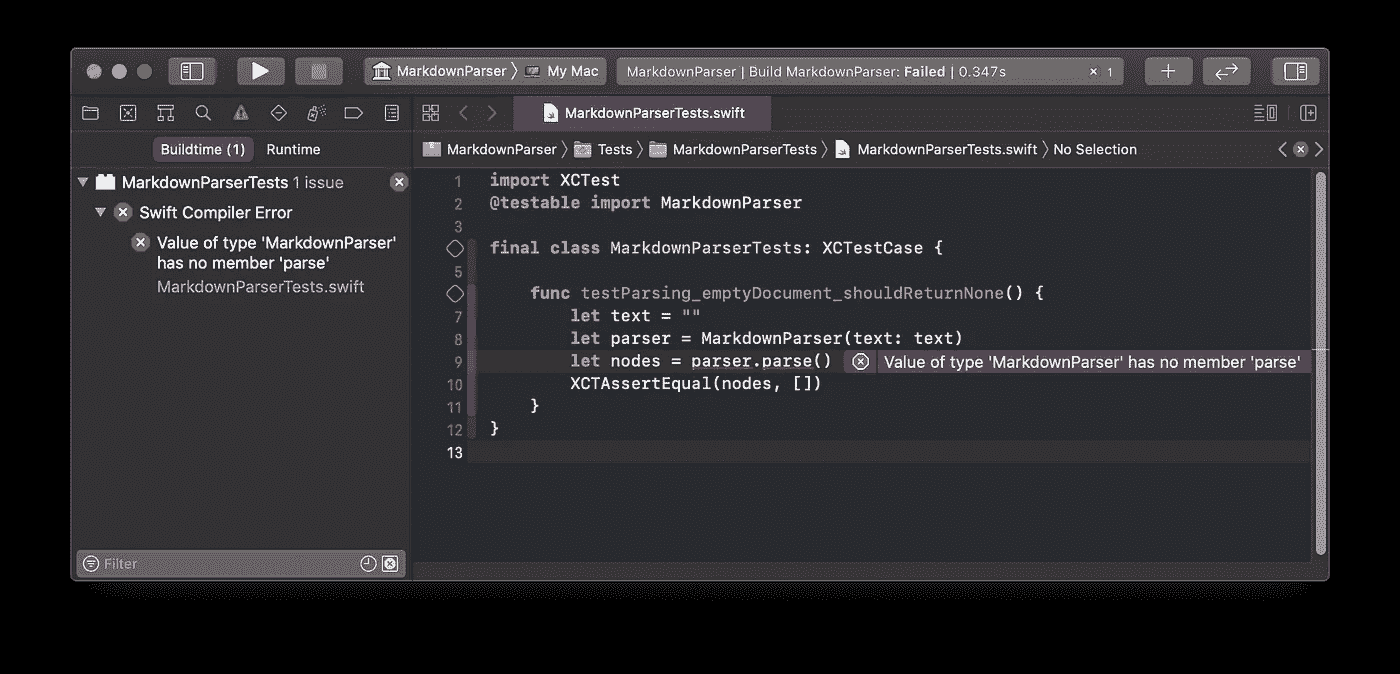 MarkdownParser 〉 My Mac
MarkdownParser | Build MarkdownParser: Failed | 0.347s
1
MarkdownParserTests.swift
Buildtime (1) Runtime
MarkdownParser 〉 Tests 〉 MarkdownParserTests 〉 MarkdownParserTests.swift 〉 No Selection
MarkdownParserTests 1 issue
Swift Compiler Error
Value of type 'MarkdownParser'
has no member 'parse'
MarkdownParserTests.swift
Filter
1 import XCTest
2 @testable import MarkdownParser
3
final class MarkdownParserTests: XCTestCase {
5
func testParsing_emptyDocument_shouldReturnNone() {
7 let text = ""
8 let parser = MarkdownParser(text: text)
9 let nodes = parser.parse() Value of type 'MarkdownParser' has no member 'parse'
10 XCTAssertEqual(nodes, [])
11 }
12 }
13